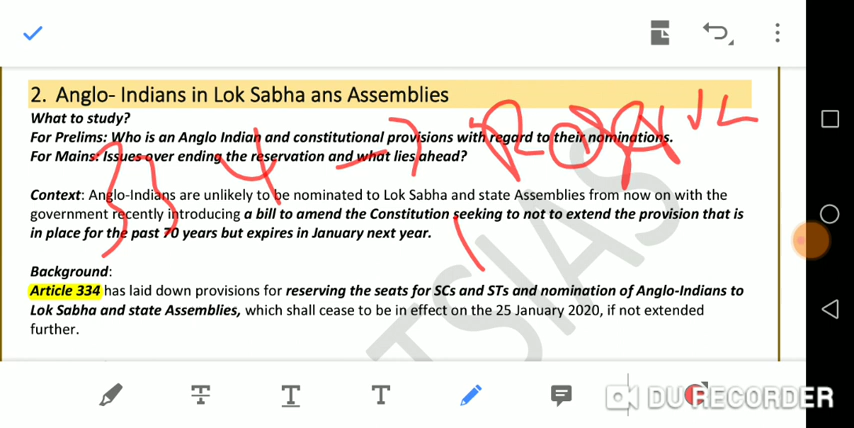 2. Anglo- Indians in Lok Sabha ans Assemblies
What to study?
For Prelims: Who is an Anglo Indian and constitutional provisions with regard to their nominations.
For Mains: Issues over ending the reservation and what lies ahead?
334 →
Context: Anglo-Indians are unlikely to be nominated to Lok Sabha and state Assemblies from now on with the
government recently introducing a bill to amend the Constitution seeking to not to extend the provision that is
in place for the past 70 years but expires in January next year.
Background:
Article 334 has laid down provisions for reserving the seats for SCs and STs and nomination of Anglo-Indians to
Lok Sabha and state Assemblies, which shall cease to be in effect on the 25 January 2020, if not extended
further.
TSIAS
T T T
DU RECORDER